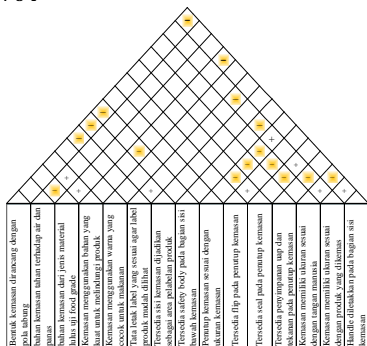 Bentuk kemasan dirancang dengan
pola tabung
bahan kemasan tahan terhadap air dan
panas
bahan kemasan dari jenis material
lulus uji food grade
Kemasan menggunakan bahan yang
kuat untuk melindungi produk
Kemasan menggunakan warna yang
cocok untuk makanan
Tata letak label yang sesuai agar label
produk mudah dilihat
Tersedia sisi kemasan dijadikan
sebagai area pelabelan produk
safety body pada bagian sisi
bawah kemasan
Penutup kemasan sesuai dengan
ukuran kemasan
Tersedia flip pada penutup kemasan
Tersedia seal pada penutup kemasan
Tersedia penyimpanan uap dan
tekanan pada penutup kemasan
Kemasan memiliki ukuran sesuai
dengan tangan manusia
Kemasan memiliki ukuran sesuai
dengan produk yang dikemas
Handle diletakkan pada bagian sisi
kemasan